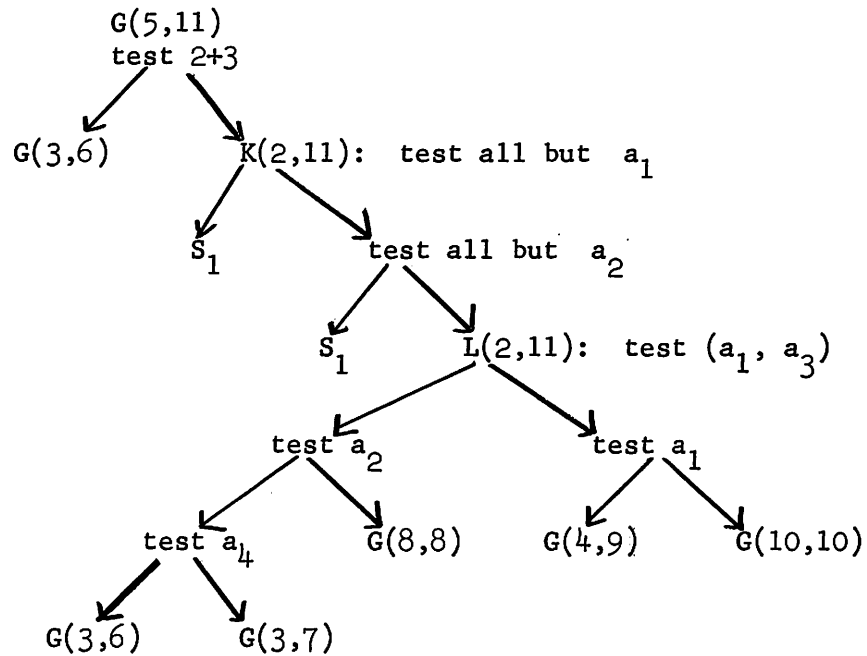 G(5,11)
test 2+3
G(3,6) K(2,11): test all but a₁
S₁ test all but a₂
S₁ L(2,11): test (a₁, a₃)
test a₂ test a₁
test a₄ G(8,8) G(4,9) G(10,10)
G(3,6) G(3,7)